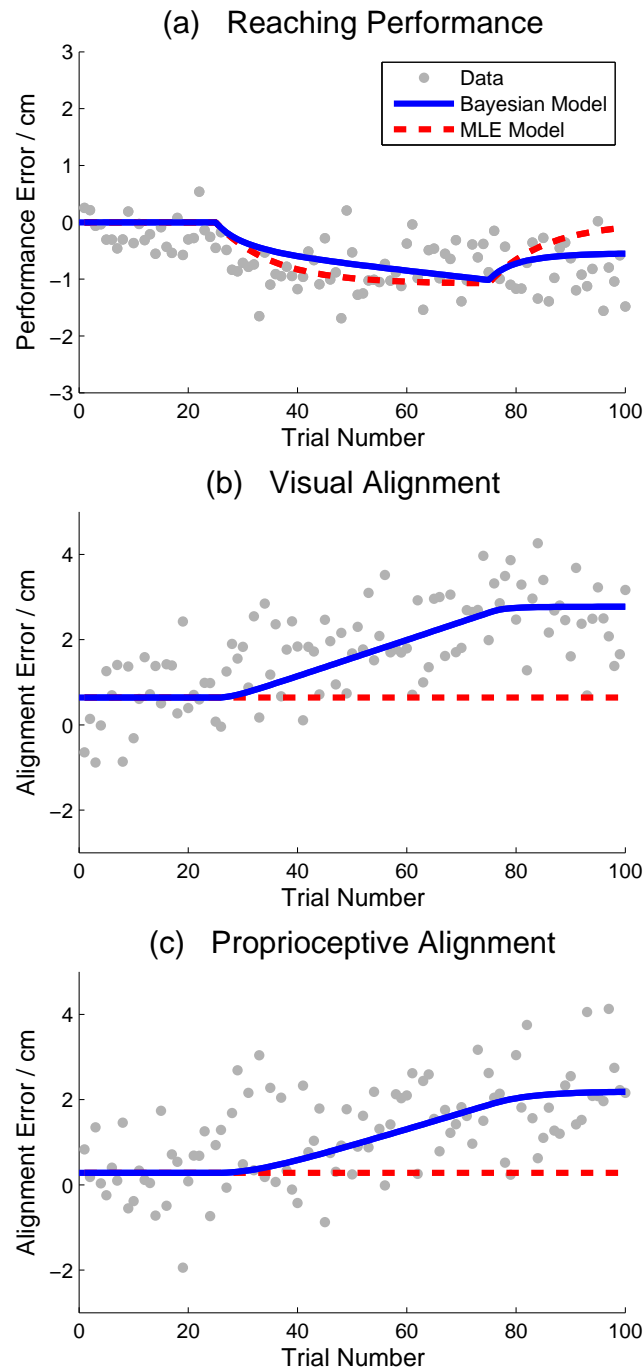 (a) Reaching Performance
Data
Bayesian Model
MLE Model
3
2
1
0
−1
−2
−3
Performance Error / cm
0 20 40 60 80 100
Trial Number
(b) Visual Alignment
4
2
0
−2
Alignment Error / cm
0 20 40 60 80 100
Trial Number
(c) Proprioceptive Alignment
4
2
0
−2
Alignment Error / cm
0 20 40 60 80 100
Trial Number